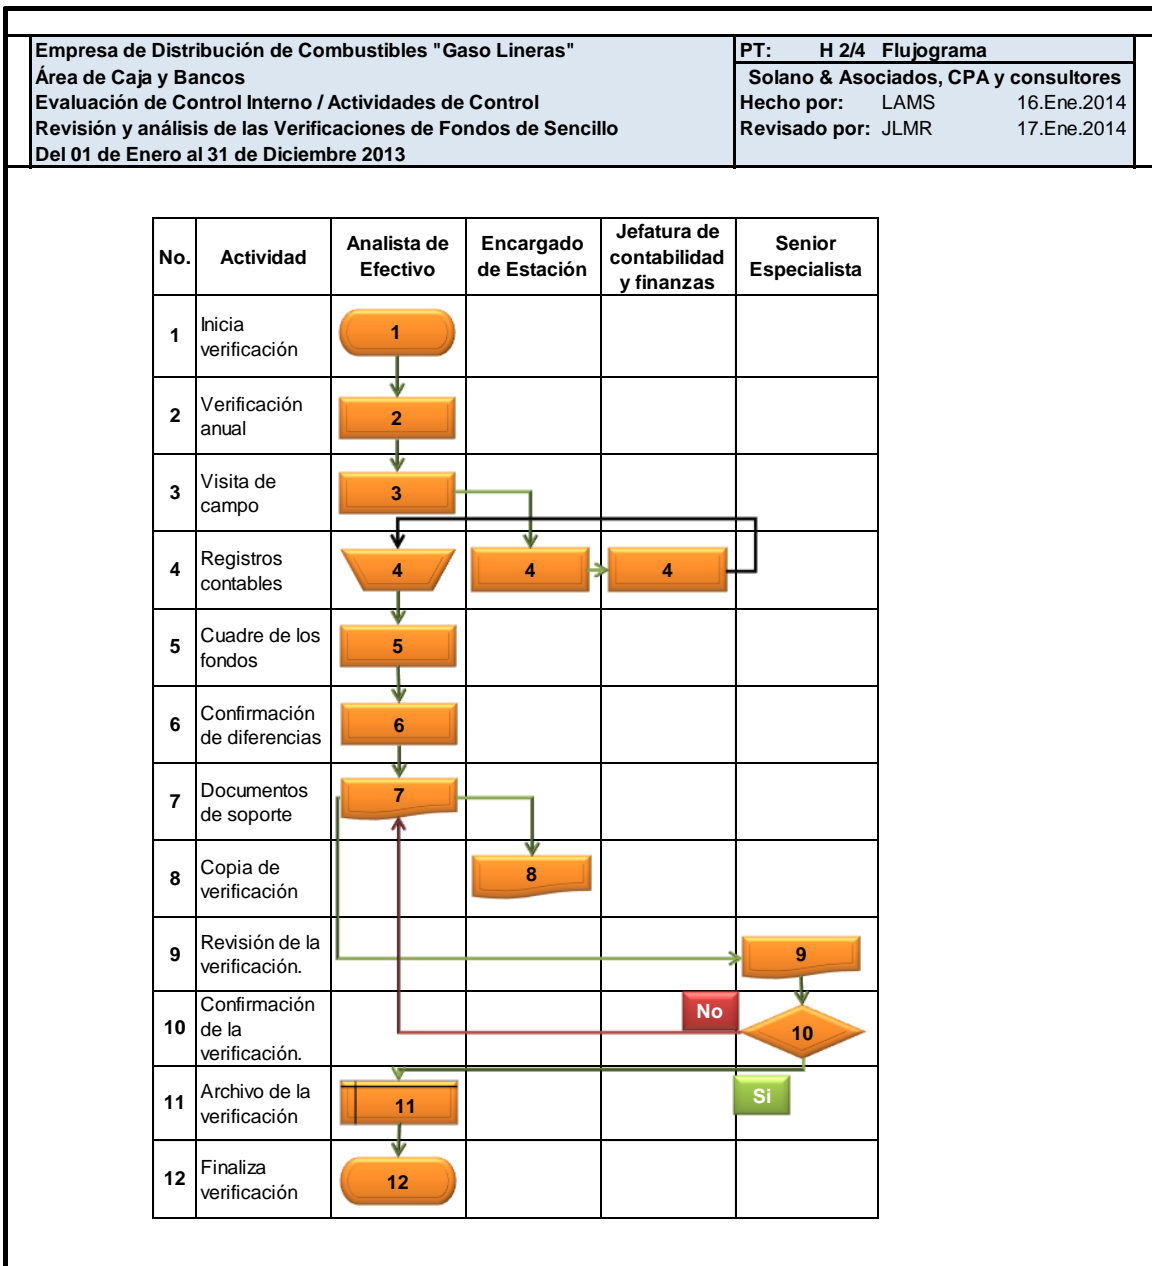 Empresa de Distribución de Combustibles "Gaso Lineras"
Área de Caja y Bancos
Evaluación de Control Interno / Actividades de Control
Revisión y análisis de las Verificaciones de Fondos de Sencillo
Del 01 de Enero al 31 de Diciembre 2013
PT: H 2/4 Flujograma
Solano & Asociados, CPA y consultores
Hecho por: LAMS 16.Ene.2014
Revisado por: JLMR 17.Ene.2014
No.
Actividad
Analista de
Efectivo
Encargado
de Estación
Jefatura de
contabilidad
y finanzas
Senior
Especialista
1
Inicia
verificación
1
2
Verificación
anual
2
3
Visita de
campo
3
4
Registros
contables
4
4
4
5
Cuadre de los
fondos
5
6
Confirmación
de diferencias
6
7
Documentos
de soporte
7
8
Copia de
verificación
8
9
Revisión de la
verificación.
9
10
Confirmación
de la
verificación.
No
10
11
Archivo de la
verificación
11
Si
12
Finaliza
verificación
12